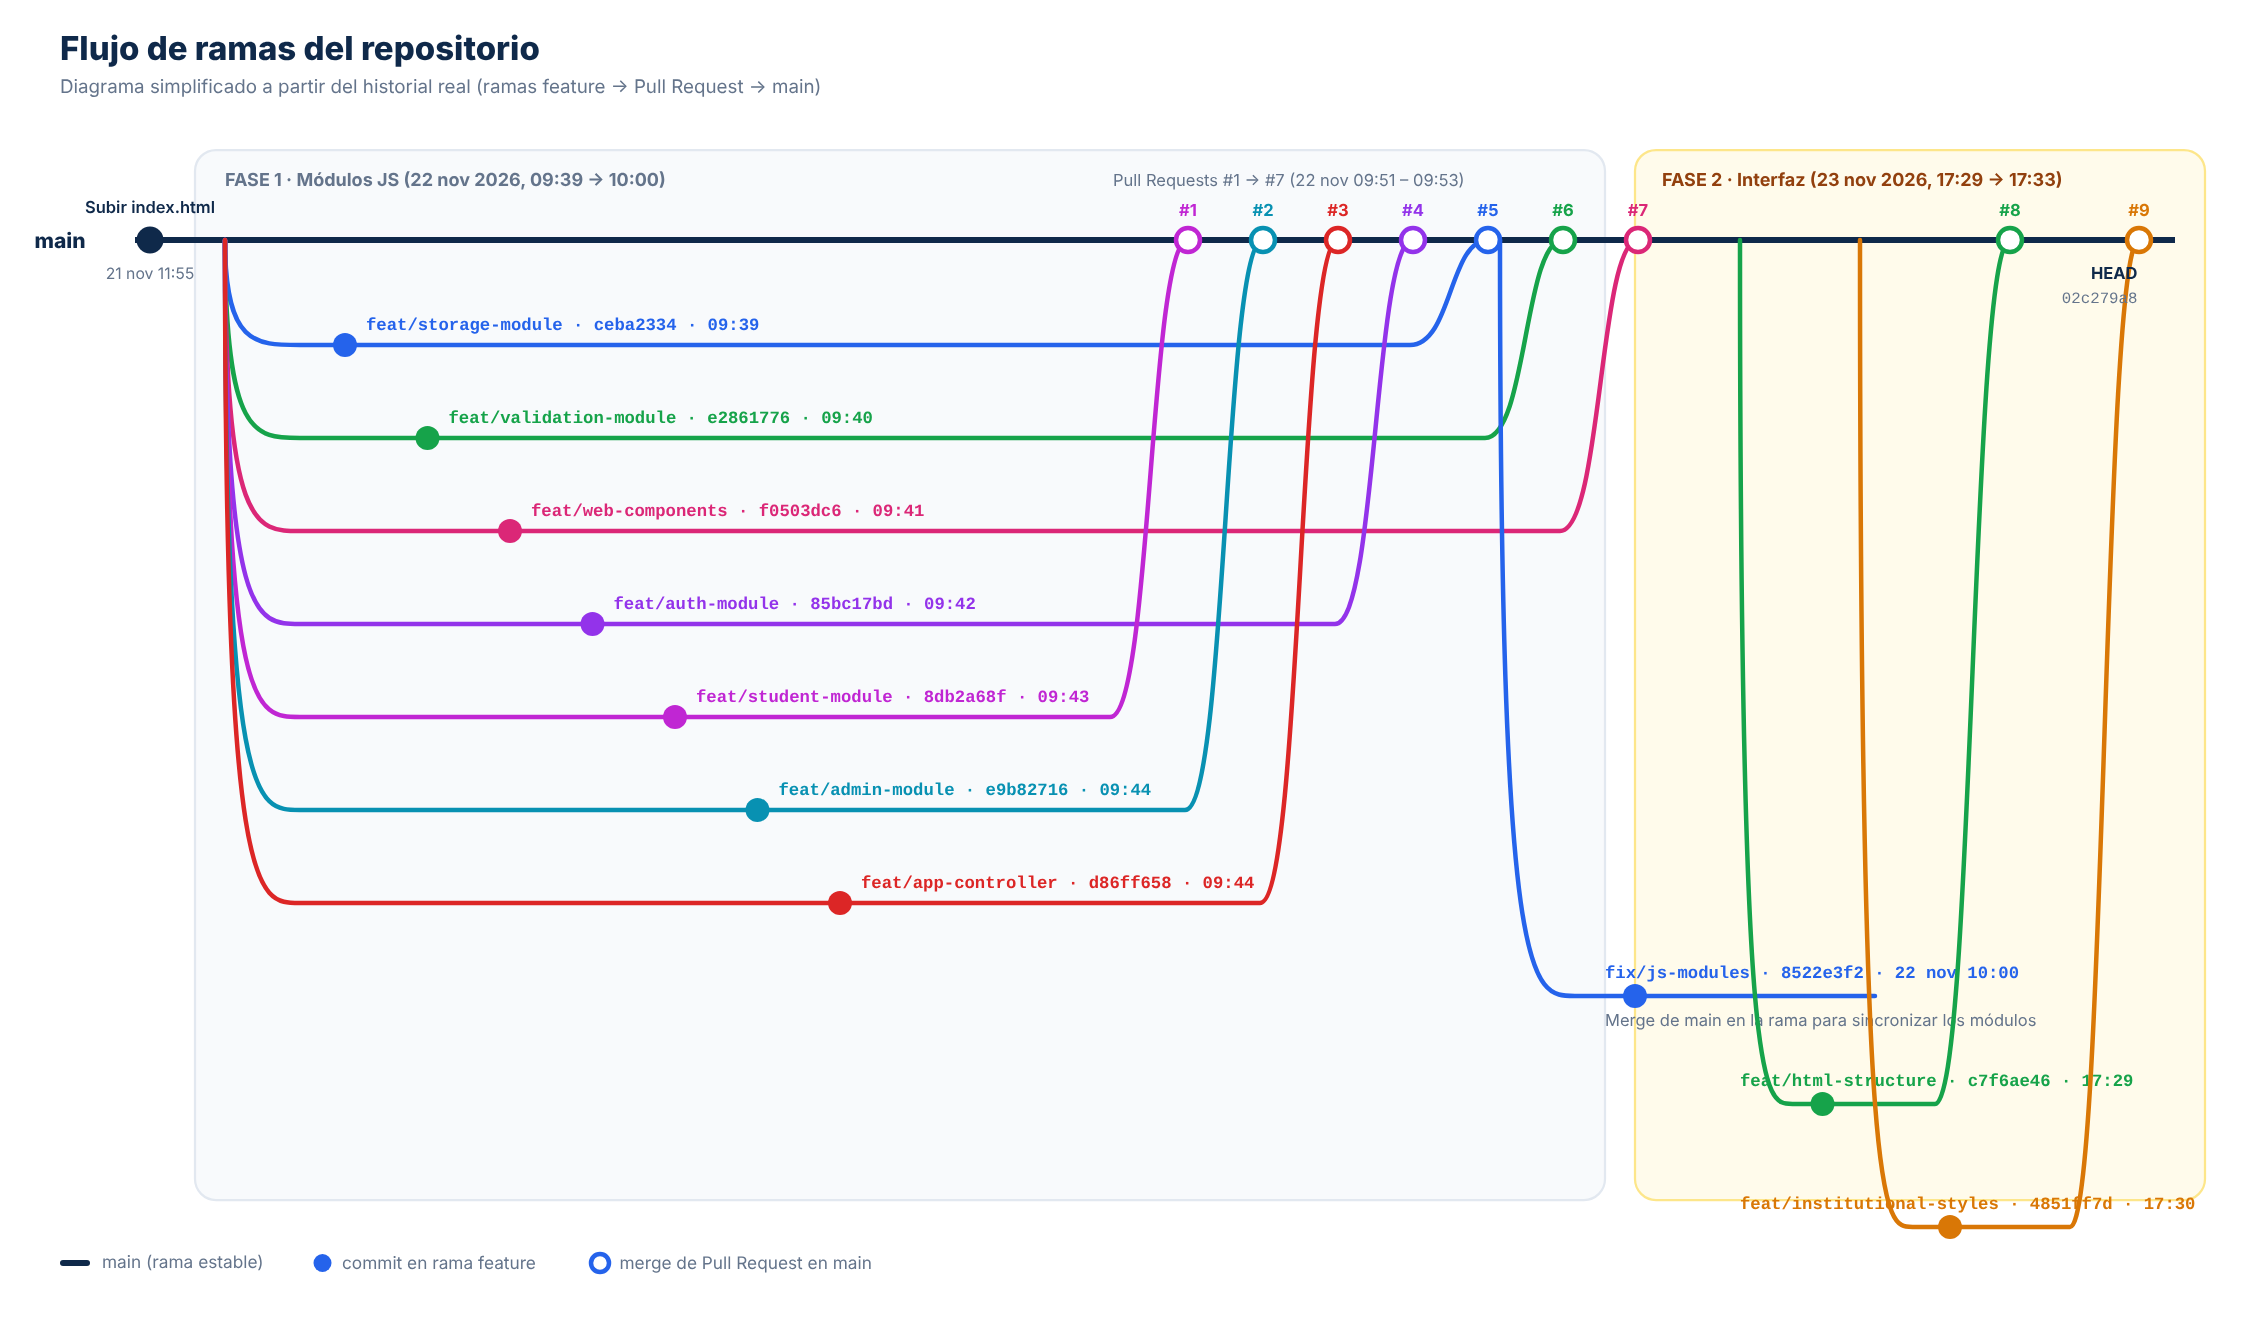 Flujo de ramas del repositorio
Diagrama simplificado a partir del historial real (ramas feature → Pull Request → main)
FASE 1 · Módulos JS (22 nov 2026, 09:39 → 10:00)
Pull Requests #1 → #7 (22 nov 09:51 – 09:53)
FASE 2 · Interfaz (23 nov 2026, 17:29 → 17:33)
Subir index.html
#1
#2
#3
#4
#5
#6
#7
#8
#9
main
21 nov 11:55
HEAD
02c279a8
feat/storage-module · ceba2334 · 09:39
feat/validation-module · e2861776 · 09:40
feat/web-components · f0503dc6 · 09:41
feat/auth-module · 85bc17bd · 09:42
feat/student-module · 8db2a68f · 09:43
feat/admin-module · e9b82716 · 09:44
feat/app-controller · d86ff658 · 09:44
fix/js-modules · 8522e3f2 · 22 nov 10:00
Merge de main en la rama para sincronizar los módulos
feat/html-structure · c7f6ae46 · 17:29
feat/institutional-styles · 4851ff7d · 17:30
main (rama estable)
commit en rama feature
merge de Pull Request en main